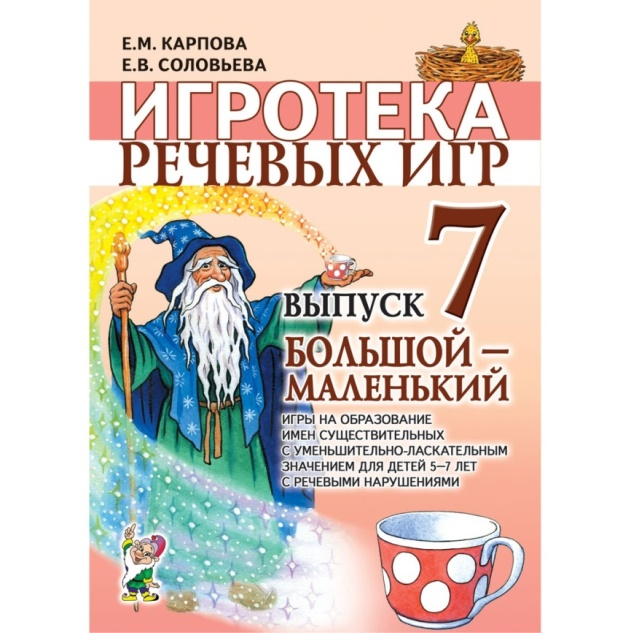 Е.М. КАРПОВА
Е.В. СОЛОВЬЕВА
ИГРОТЕКА
РЕЧЕВЫХ ИГР
ВЫПУСК 7
БОЛЬШОЙ –
МАЛЕНЬКИЙ
ИГРЫ НА ОБРАЗОВАНИЕ
ИМЕН СУЩЕСТВИТЕЛЬНЫХ
С УМЕНЬШИТЕЛЬНО-ЛАСКАТЕЛЬНЫМ
ЗНАЧЕНИЕМ ДЛЯ ДЕТЕЙ 5–7 ЛЕТ
С РЕЧЕВЫМИ НАРУШЕНИЯМИ